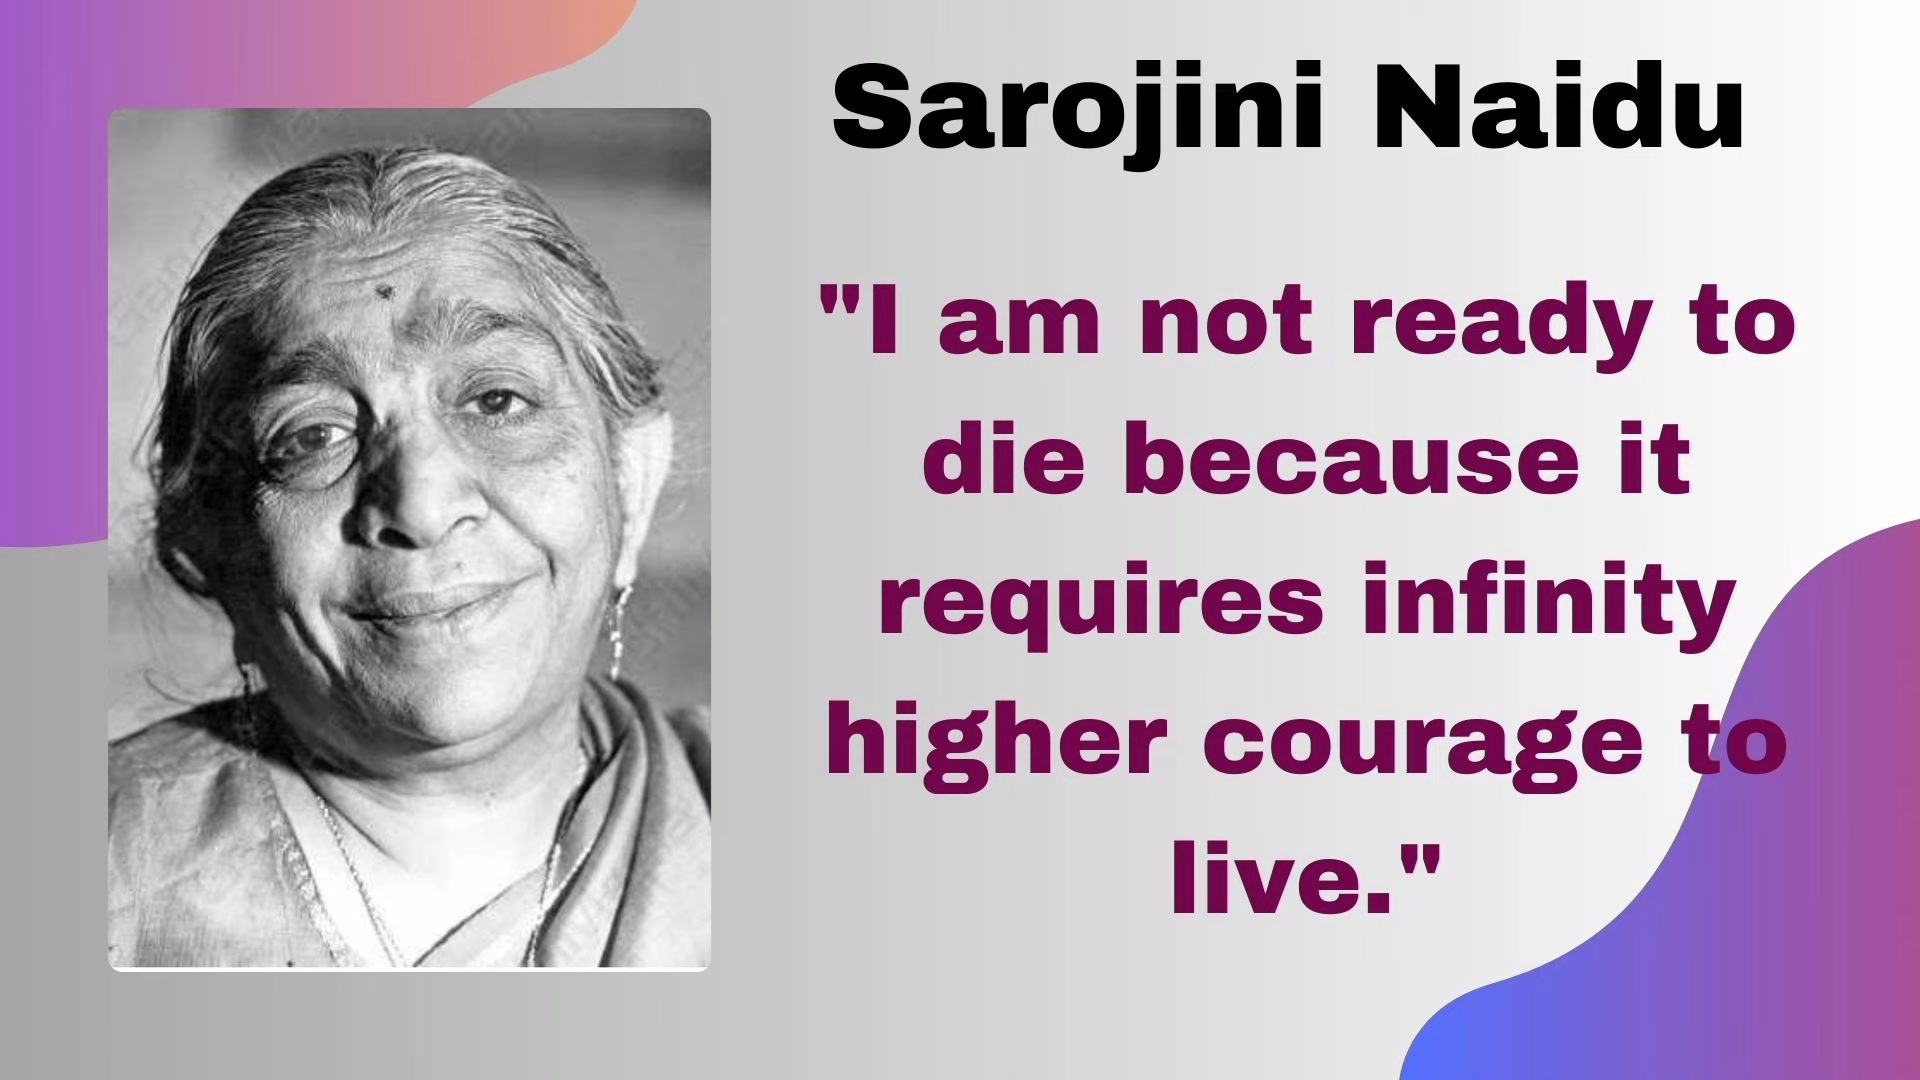 Sarojini Naidu
"I am not ready to
die because it
requires infinity
higher courage to
live."